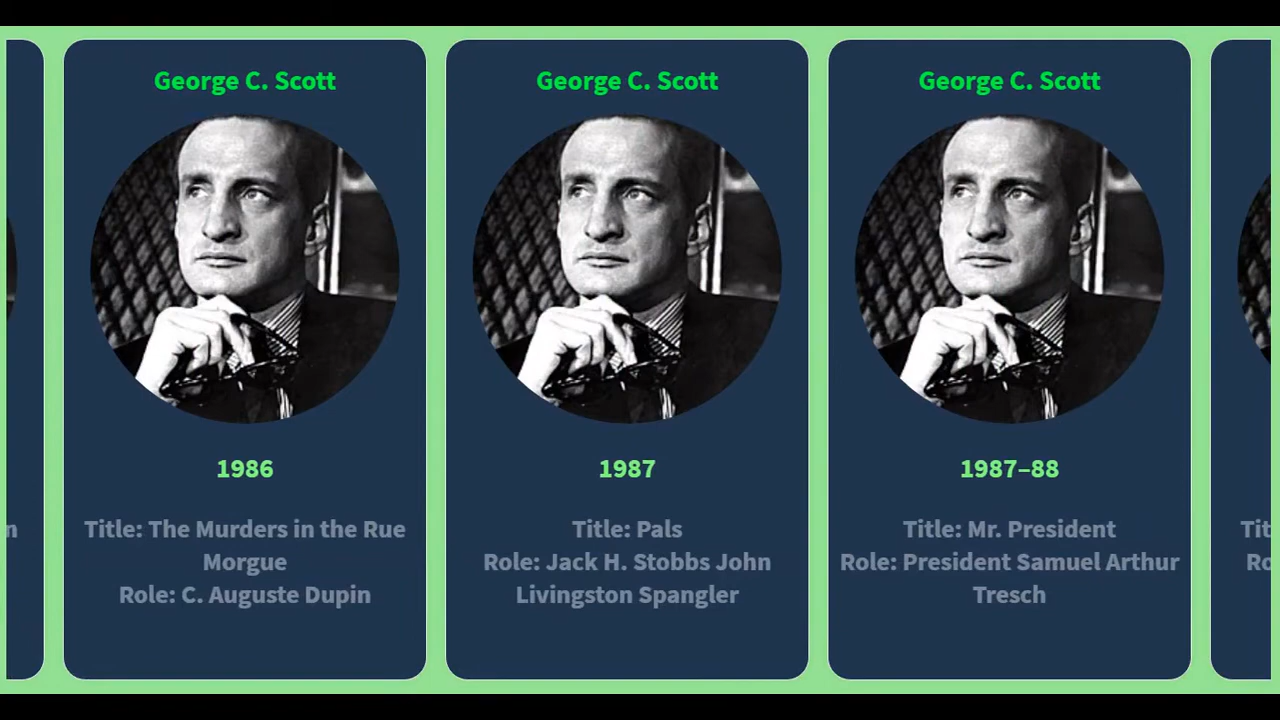 George C. Scott
1986
Title: The Murders in the Rue
Morgue
Role: C. Auguste Dupin
George C. Scott
1987
Title: Pals
Role: Jack H. Stobbs John
Livingston Spangler
George C. Scott
1987–88
Title: Mr. President
Role: President Samuel Arthur
Tresch